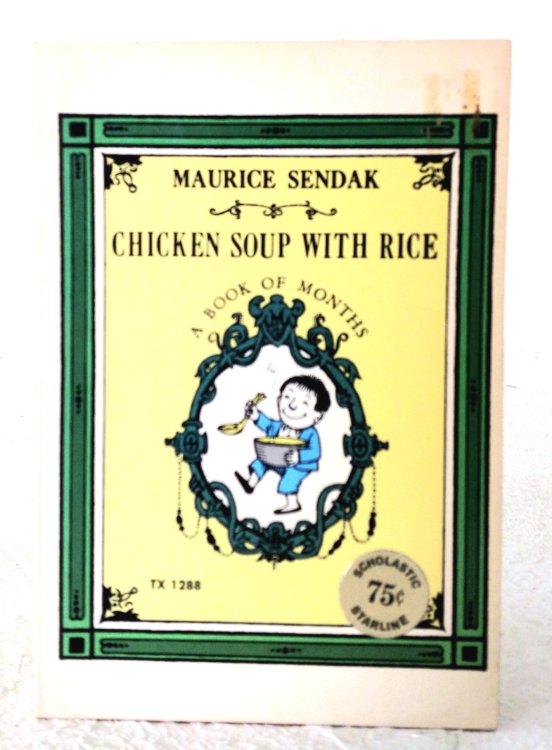 MAURICE SENDAK
CHICKEN SOUP WITH RICE
A BOOK OF MONTHS
TX 1288
SCHOLASTIC
75¢
STARLINE